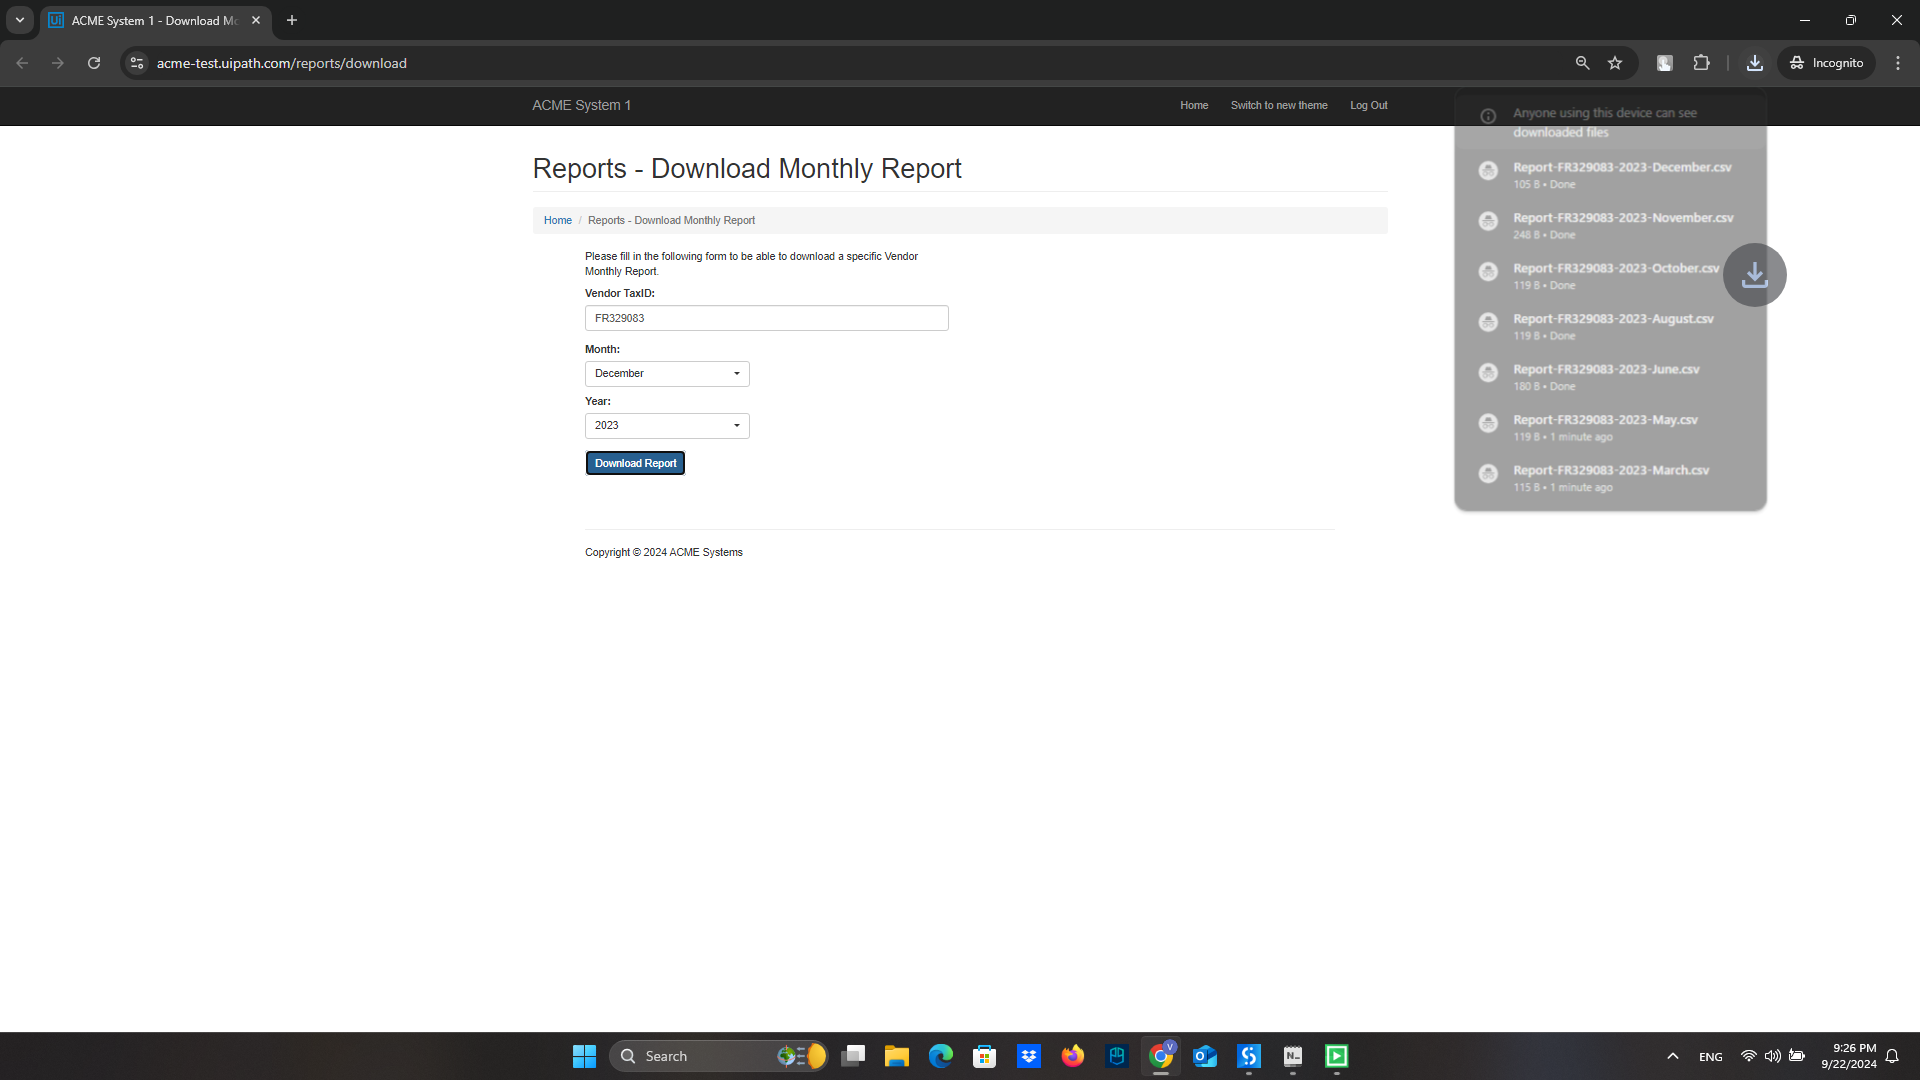 ACME System 1 - Download Mo
acme-test.uipath.com/reports/download
Incognito
ACME System 1
Home
Switch to new theme
Log Out
Anyone using this device can see
downloaded files
Report-FR329083-2023-December.csv
105 B • Done
Report-FR329083-2023-November.csv
248 B • Done
Report-FR329083-2023-October.csv
119 B • Done
Report-FR329083-2023-August.csv
119 B • Done
Report-FR329083-2023-June.csv
180 B • Done
Report-FR329083-2023-May.csv
119 B • 1 minute ago
Report-FR329083-2023-March.csv
115 B • 1 minute ago
Reports - Download Monthly Report
Home / Reports - Download Monthly Report
Please fill in the following form to be able to download a specific Vendor
Monthly Report.
Vendor TaxID:
FR329083
Month:
December
Year:
2023
Download Report
Copyright © 2024 ACME Systems
Search
ENG
9:26 PM
9/22/2024